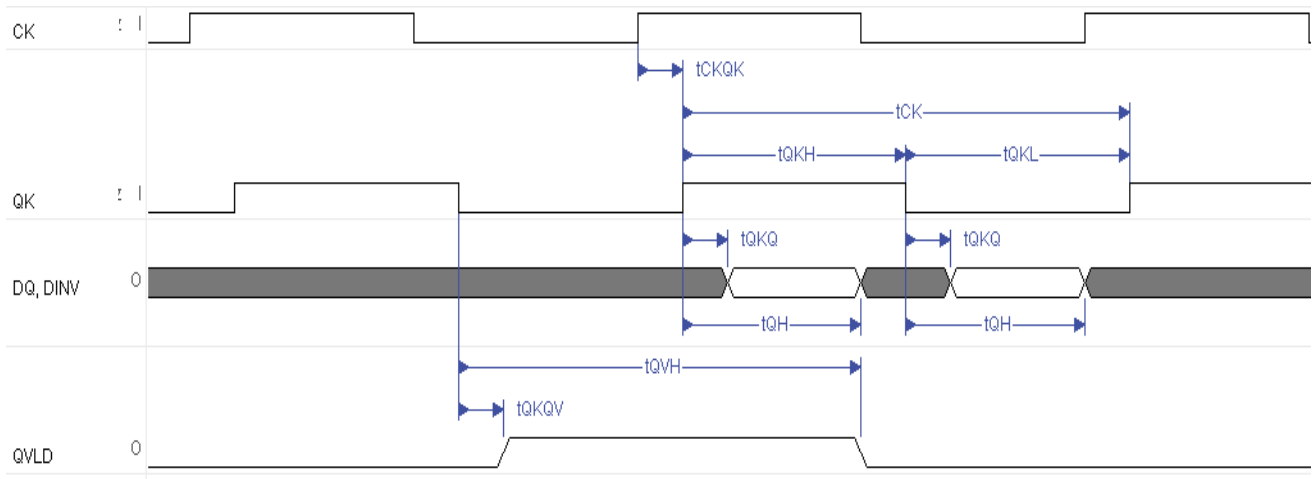 CK
tCKQK
tCK
tQKH tQKL
QK
tQKQ tQKQ
DQ, DINV 0
tQH tQH
tQVH
tQKQV
QVLD 0